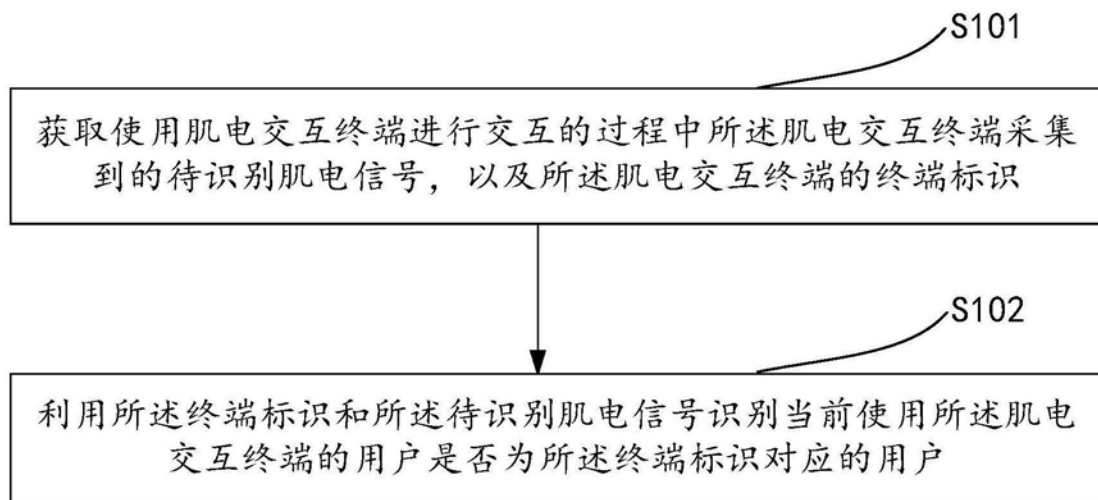 S101
获取使用肌电交互终端进行交互的过程中所述肌电交互终端采集
到的待识别肌电信号，以及所述肌电交互终端的终端标识
S102
利用所述终端标识和所述待识别肌电信号识别当前使用所述肌电
交互终端的用户是否为所述终端标识对应的用户